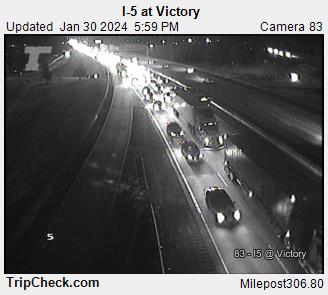 I-5 at Victory
Updated Jan 30 2024 5:59 PM
Camera 83
T
S
83 - I5 @ Victory
TripCheck.com
Milepost306.80